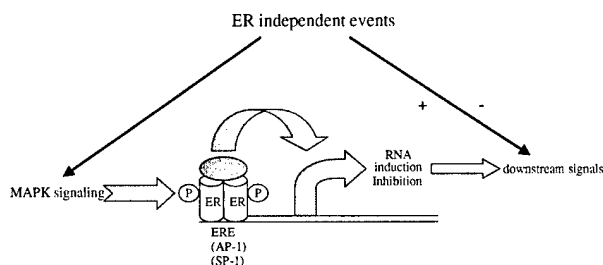 ER independent events
+ -
RNA
induction
Inhibition
downstream signals
MAPK signaling
P ER ER P
ERE
(AP-1)
(SP-1)